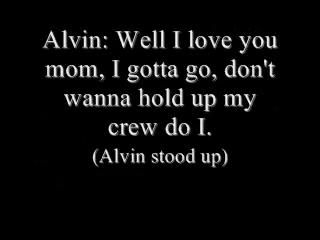 Alvin: Well I love you
mom, I gotta go, don't
wanna hold up my
crew do I.
(Alvin stood up)